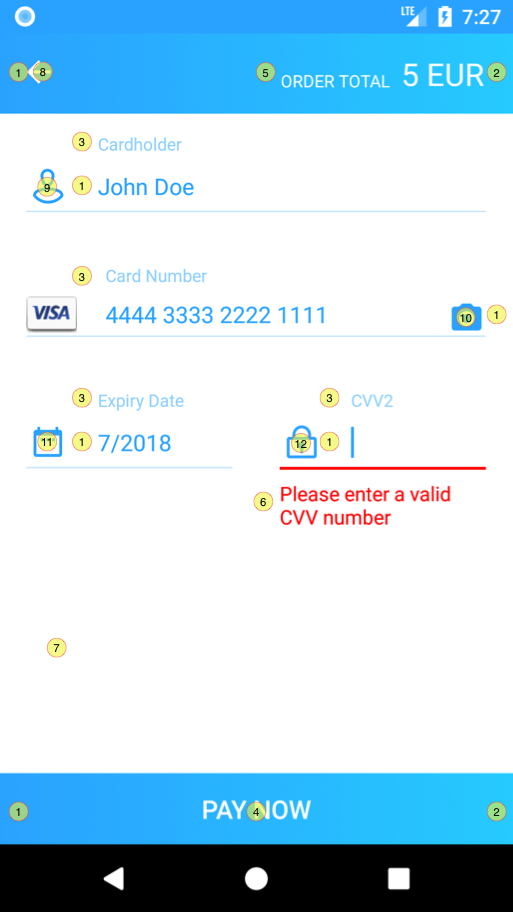 LTE 7:27
1 8 5 ORDER TOTAL 5 EUR 2
3 Cardholder
9 1 John Doe
3 Card Number
VISA 4444 3333 2222 1111 10 1
3 Expiry Date 3 CVV2
11 1 7/2018 12 1
6 Please enter a valid
CVV number
7
1 PAY NOW 4 2